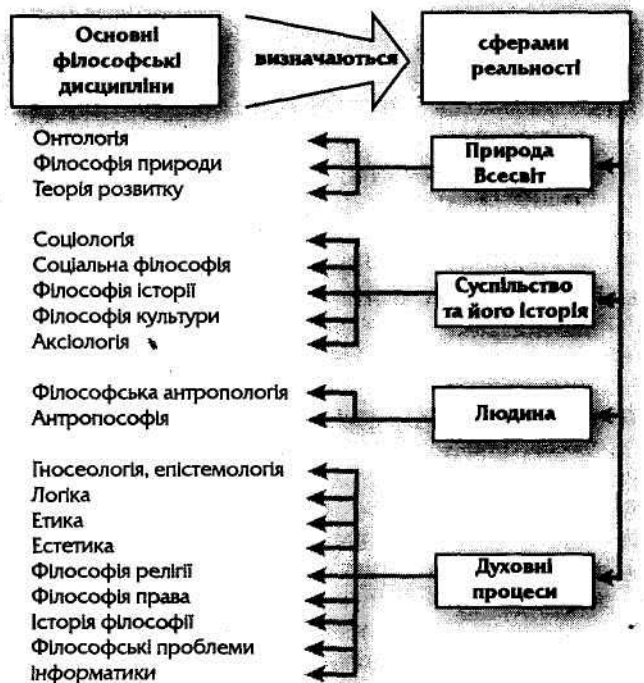 Основні
філософські
дисципліни
визначаються
сферами
реальності
Онтологія
Філософія природи
Теорія розвитку
Природа
Всесвіт
Соціологія
Соціальна філософія
Філософія історії
Філософія культури
Аксіологія
Суспільство
та його історія
Філософська антропологія
Антропософія
Людина
Гносеологія, епістемологія
Логіка
Етика
Естетика
Філософія релігії
Філософія права
Історія філософії
Філософські проблеми
інформатики
Духовні
процеси